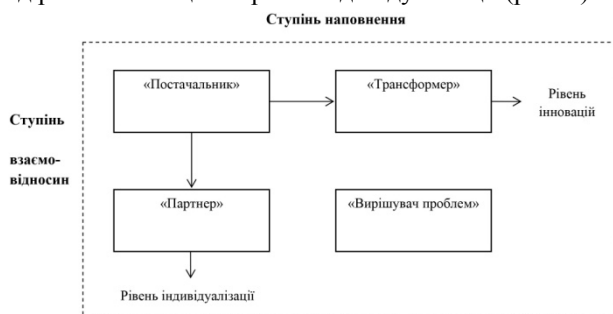 Ступінь наповнення
«Постачальник»
«Трансформер»
Рівень
інновацій
Ступінь
взаємо-
відносин
«Партнер»
«Вирішувач проблем»
Рівень індивідуалізації